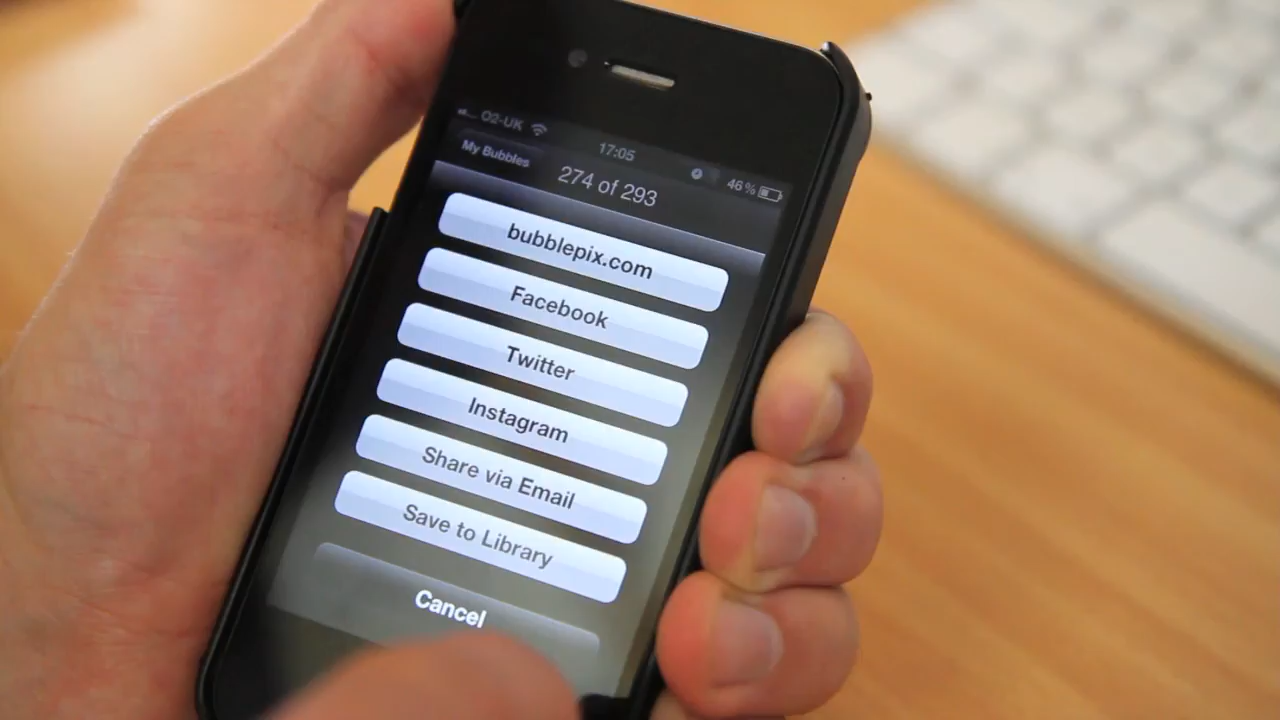 O2-UK 17:05 46%
My Bubbles 274 of 293
bubblepix.com
Facebook
Twitter
Instagram
Share via Email
Save to Library
Cancel